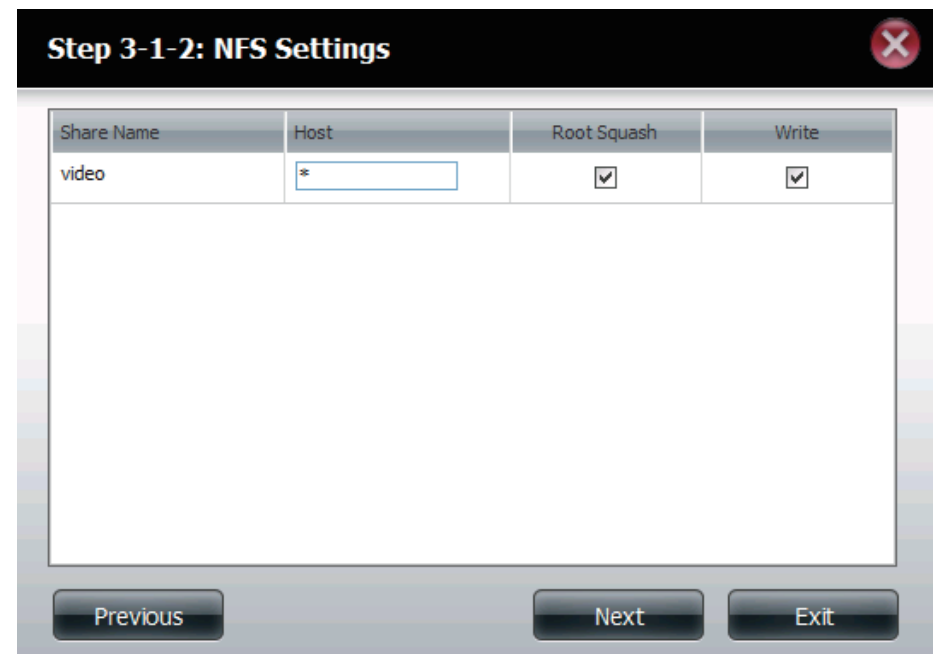 Step 3-1-2: NFS Settings
Share Name Host Root Squash Write
video *
Previous Next Exit